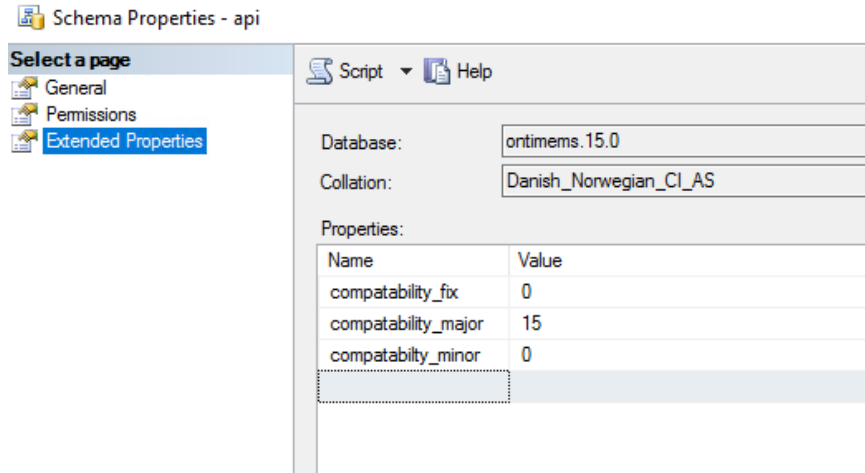 Schema Properties - api
Select a page
General
Permissions
Extended Properties
Script
Help
Database: ontimems.15.0
Collation: Danish_Norwegian_CI_AS
Properties:
Name Value
compatability_fix 0
compatability_major 15
compatabilty_minor 0